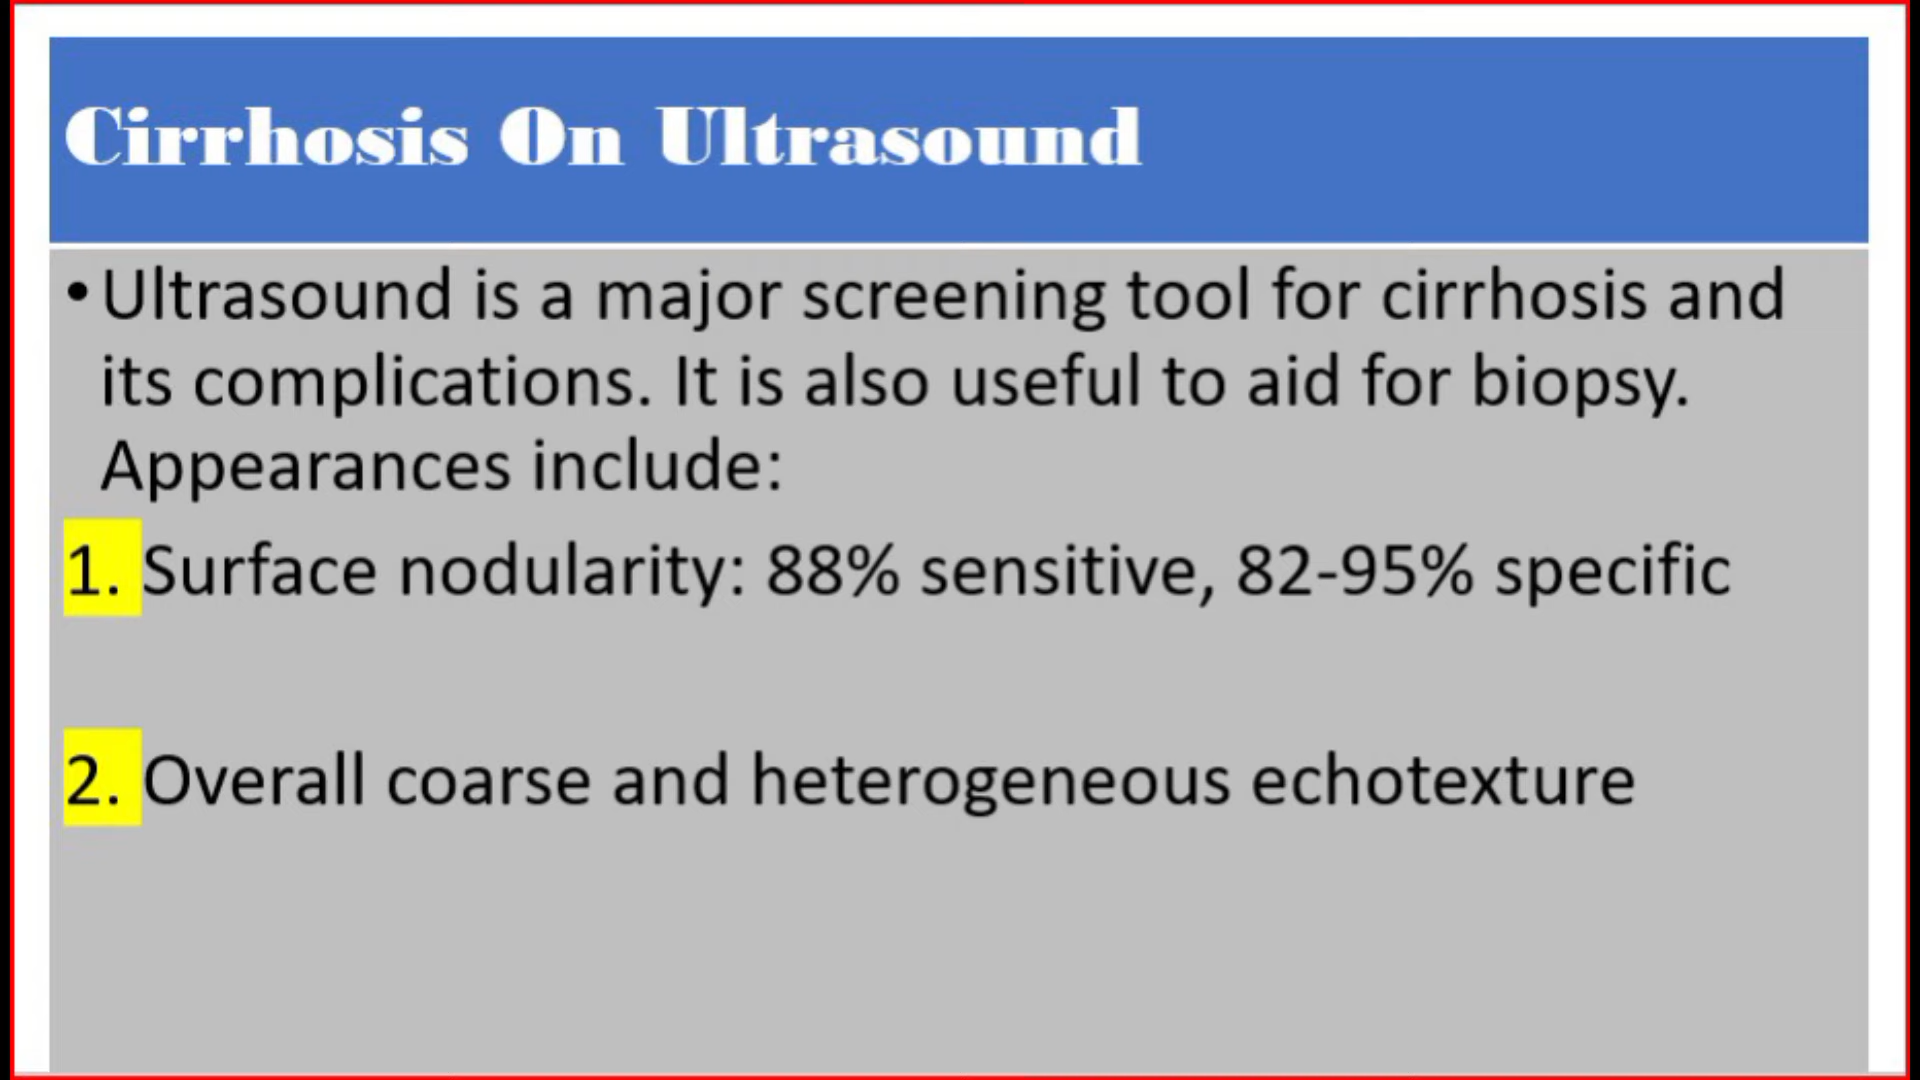 Cirrhosis On Ultrasound
• Ultrasound is a major screening tool for cirrhosis and
its complications. It is also useful to aid for biopsy.
Appearances include:
1. Surface nodularity: 88% sensitive, 82-95% specific
2. Overall coarse and heterogeneous echotexture